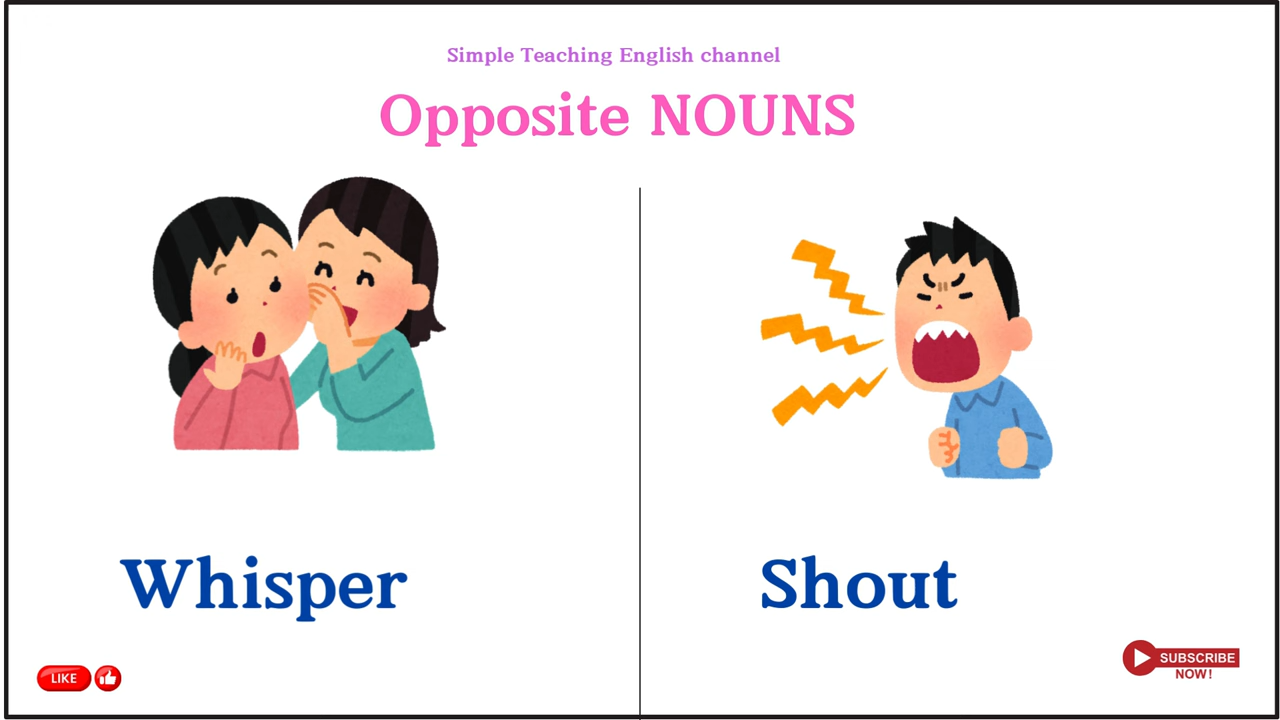 Simple Teaching English channel
Opposite NOUNS
Whisper
Shout
LIKE
SUBSCRIBE
NOW!